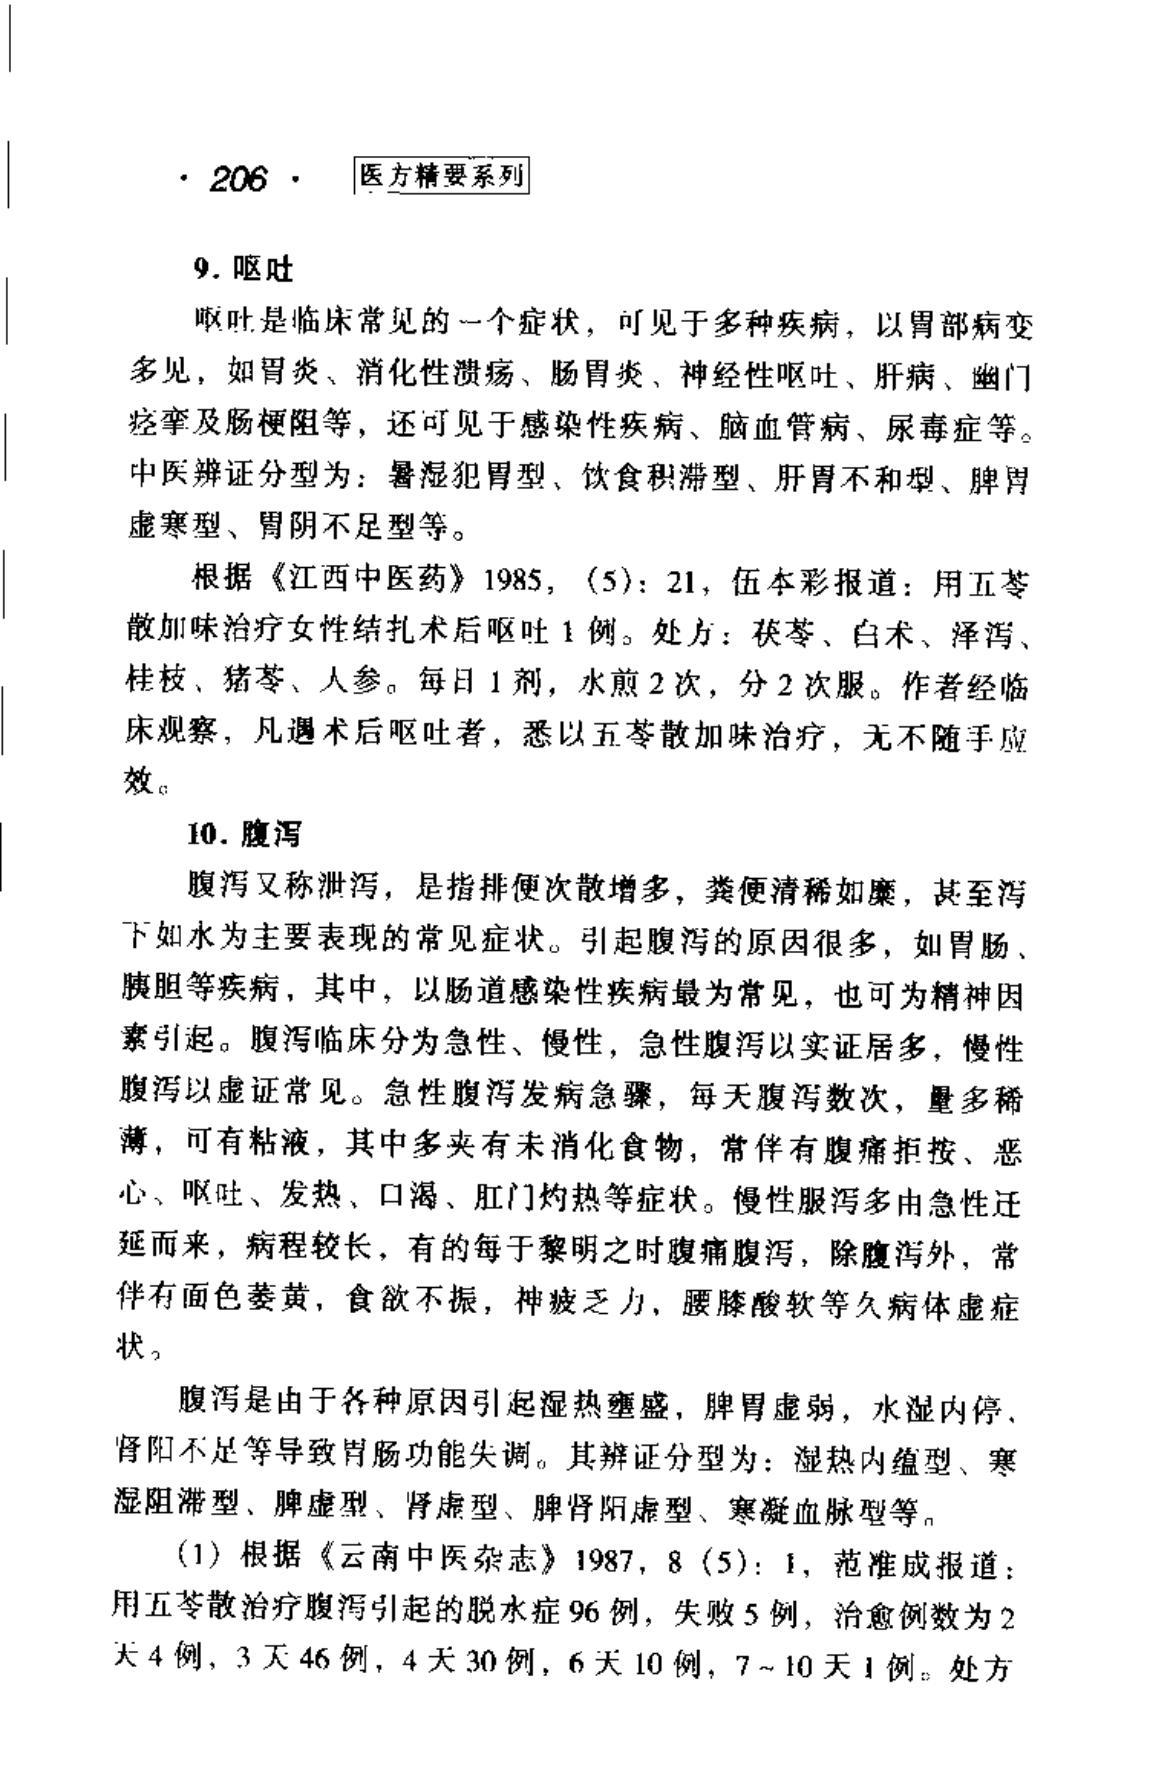 · 206 · 医方精要系列
9. 呕吐
呕吐是临床常见的一个症状，可见于多种疾病，以胃部病变
多见，如胃炎、消化性溃疡、肠胃炎、神经性呕吐、肝病、幽门
痉挛及肠梗阻等，还可见于感染性疾病、脑血管病、尿毒症等。
中医辨证分型为：暑湿犯胃型、饮食积滞型、肝胃不和型、脾胃
虚寒型、胃阴不足型等。
根据《江西中医药》1985，（5）：21，伍本彩报道：用五苓
散加味治疗女性结扎术后呕吐1例。处方：茯苓、白术、泽泻、
桂枝、猪苓、人参。每日1剂，水煎2次，分2次服。作者经临
床观察，凡遇术后呕吐者，悉以五苓散加味治疗，无不随手应
效。
10. 腹泻
腹泻又称泄泻，是指排便次散增多，粪便清稀如糜，甚至泻
下如水为主要表现的常见症状。引起腹泻的原因很多，如胃肠、
胰胆等疾病，其中，以肠道感染性疾病最为常见，也可为精神因
素引起。腹泻临床分为急性、慢性，急性腹泻以实证居多，慢性
腹泻以虚证常见。急性腹泻发病急骤，每天腹泻数次，量多稀
薄，可有粘液，其中多夹有未消化食物，常伴有腹痛拒按、恶
心、呕吐、发热、口渴、肛门灼热等症状。慢性服泻多由急性迁
延而来，病程较长，有的每于黎明之时腹痛腹泻，除腹泻外，常
伴有面色萎黄，食欲不振，神疲乏力，腰膝酸软等久病体虚症
状。
腹泻是由于各种原因引起湿热壅盛，脾胃虚弱，水湿内停、
肾阳不足等导致胃肠功能失调。其辨证分型为：湿热内蕴型、寒
湿阻滞型、脾虚型、肾虚型、脾肾阳虚型、寒凝血脉型等。
（1）根据《云南中医杂志》1987，8（5）：1，范准成报道：
用五苓散治疗腹泻引起的脱水症96例，失败5例，治愈例数为2
天4例，3天46例，4天30例，6天10例，7~10天1例。处方